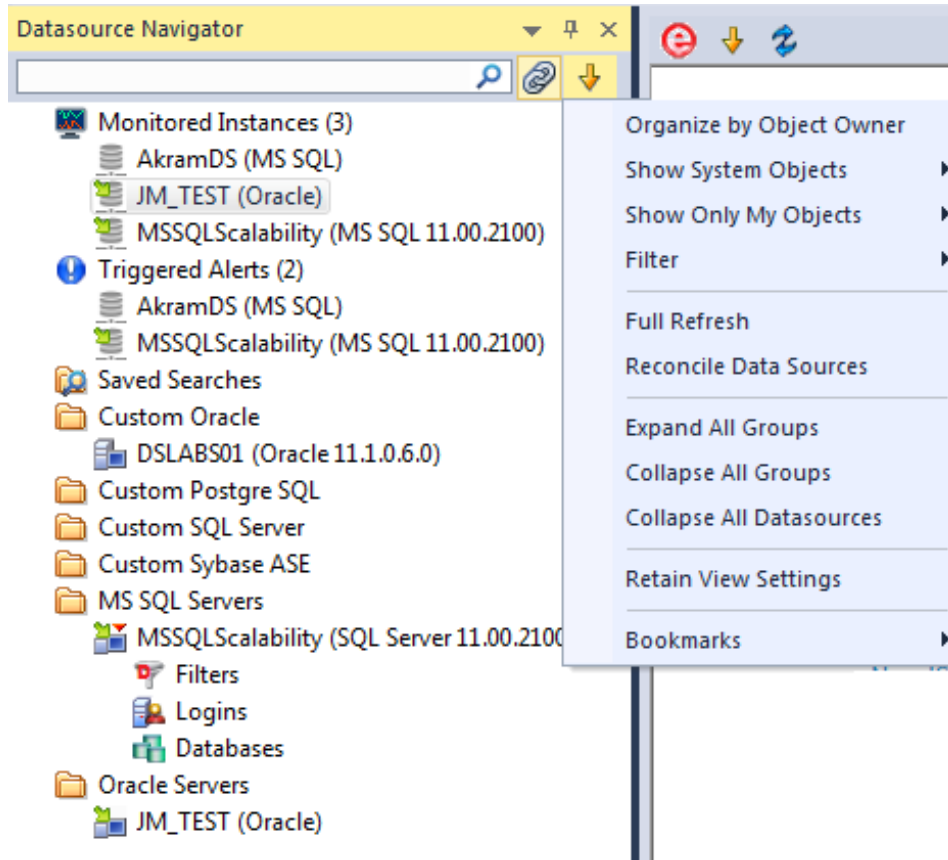 Datasource Navigator
Monitored Instances (3)
AkramDS (MS SQL)
JM_TEST (Oracle)
MSSQLScalability (MS SQL 11.00.2100)
Triggered Alerts (2)
AkramDS (MS SQL)
MSSQLScalability (MS SQL 11.00.2100)
Saved Searches
Custom Oracle
DSLABS01 (Oracle 11.1.0.6.0)
Custom Postgre SQL
Custom SQL Server
Custom Sybase ASE
MS SQL Servers
MSSQLScalability (SQL Server 11.00.2100
Filters
Logins
Databases
Oracle Servers
JM_TEST (Oracle)
Organize by Object Owner
Show System Objects
Show Only My Objects
Filter
Full Refresh
Reconcile Data Sources
Expand All Groups
Collapse All Groups
Collapse All Datasources
Retain View Settings
Bookmarks